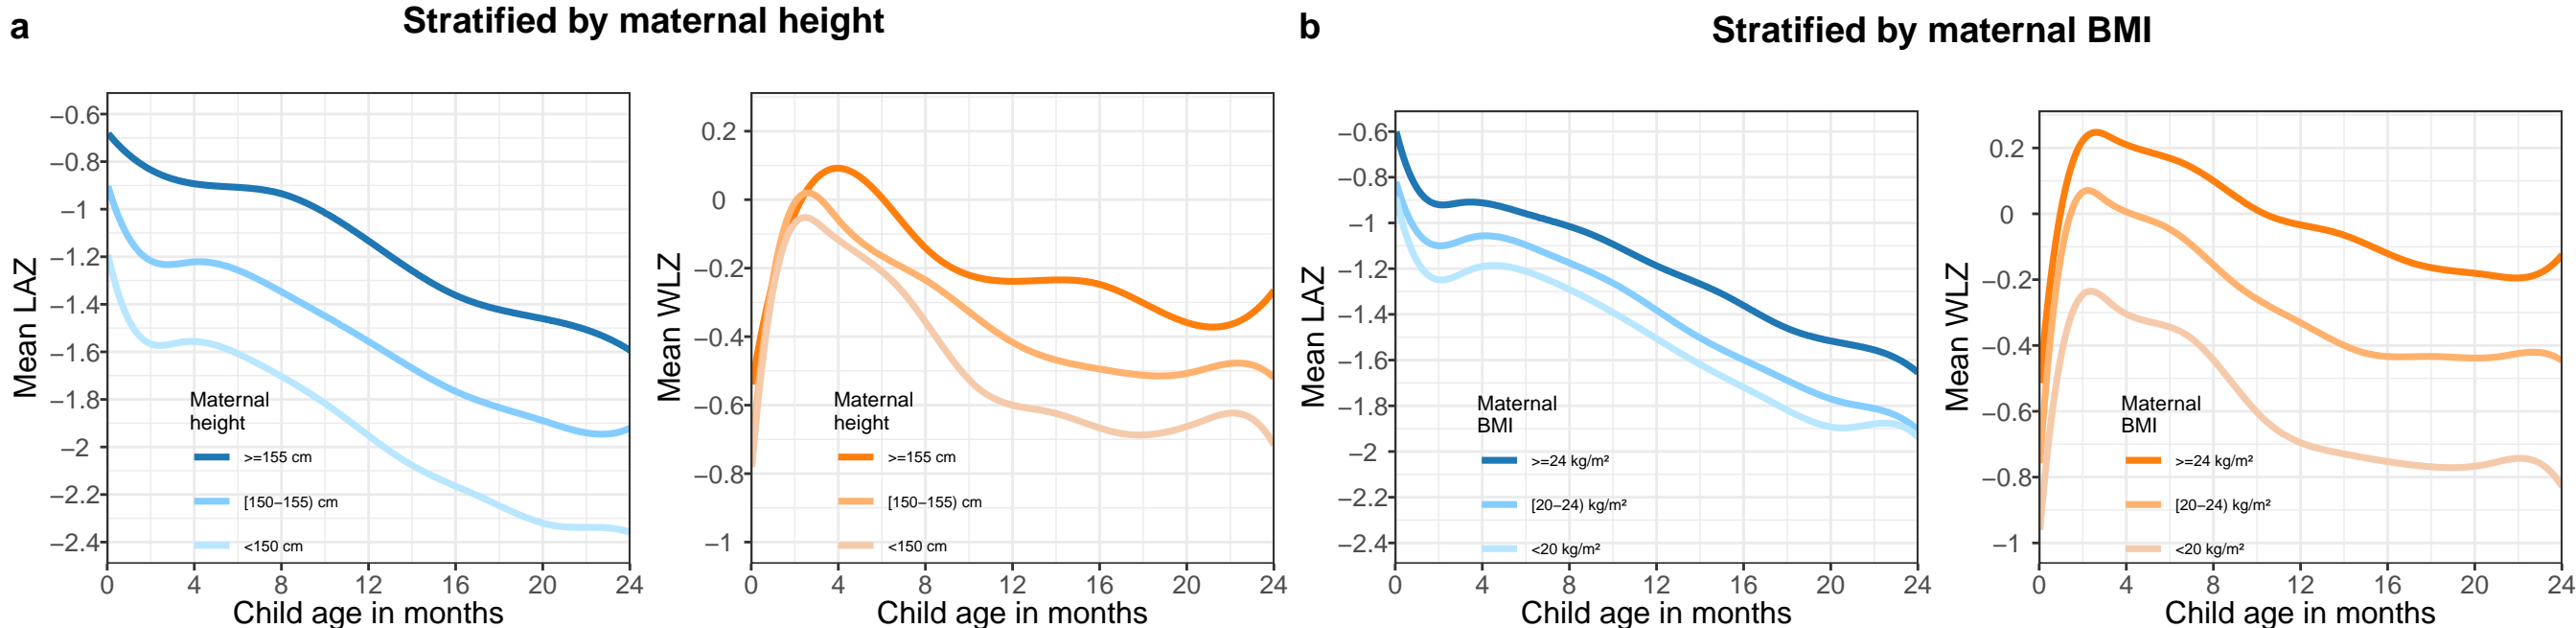 a
Stratified by maternal height
b
Stratified by maternal BMI
Mean LAZ
−0.6
−0.8
−1
−1.2
−1.4
−1.6
−1.8
−2
−2.2
−2.4
Maternal
height
>=155 cm
[150−155) cm
<150 cm
0 4 8 12 16 20 24
Child age in months
Mean WLZ
0.2
0
−0.2
−0.4
−0.6
−0.8
−1
Maternal
height
>=155 cm
[150−155) cm
<150 cm
0 4 8 12 16 20 24
Child age in months
Mean LAZ
−0.6
−0.8
−1
−1.2
−1.4
−1.6
−1.8
−2
−2.2
−2.4
Maternal
BMI
>=24 kg/m²
[20−24) kg/m²
<20 kg/m²
0 4 8 12 16 20 24
Child age in months
Mean WLZ
0.2
0
−0.2
−0.4
−0.6
−0.8
−1
Maternal
BMI
>=24 kg/m²
[20−24) kg/m²
<20 kg/m²
0 4 8 12 16 20 24
Child age in months